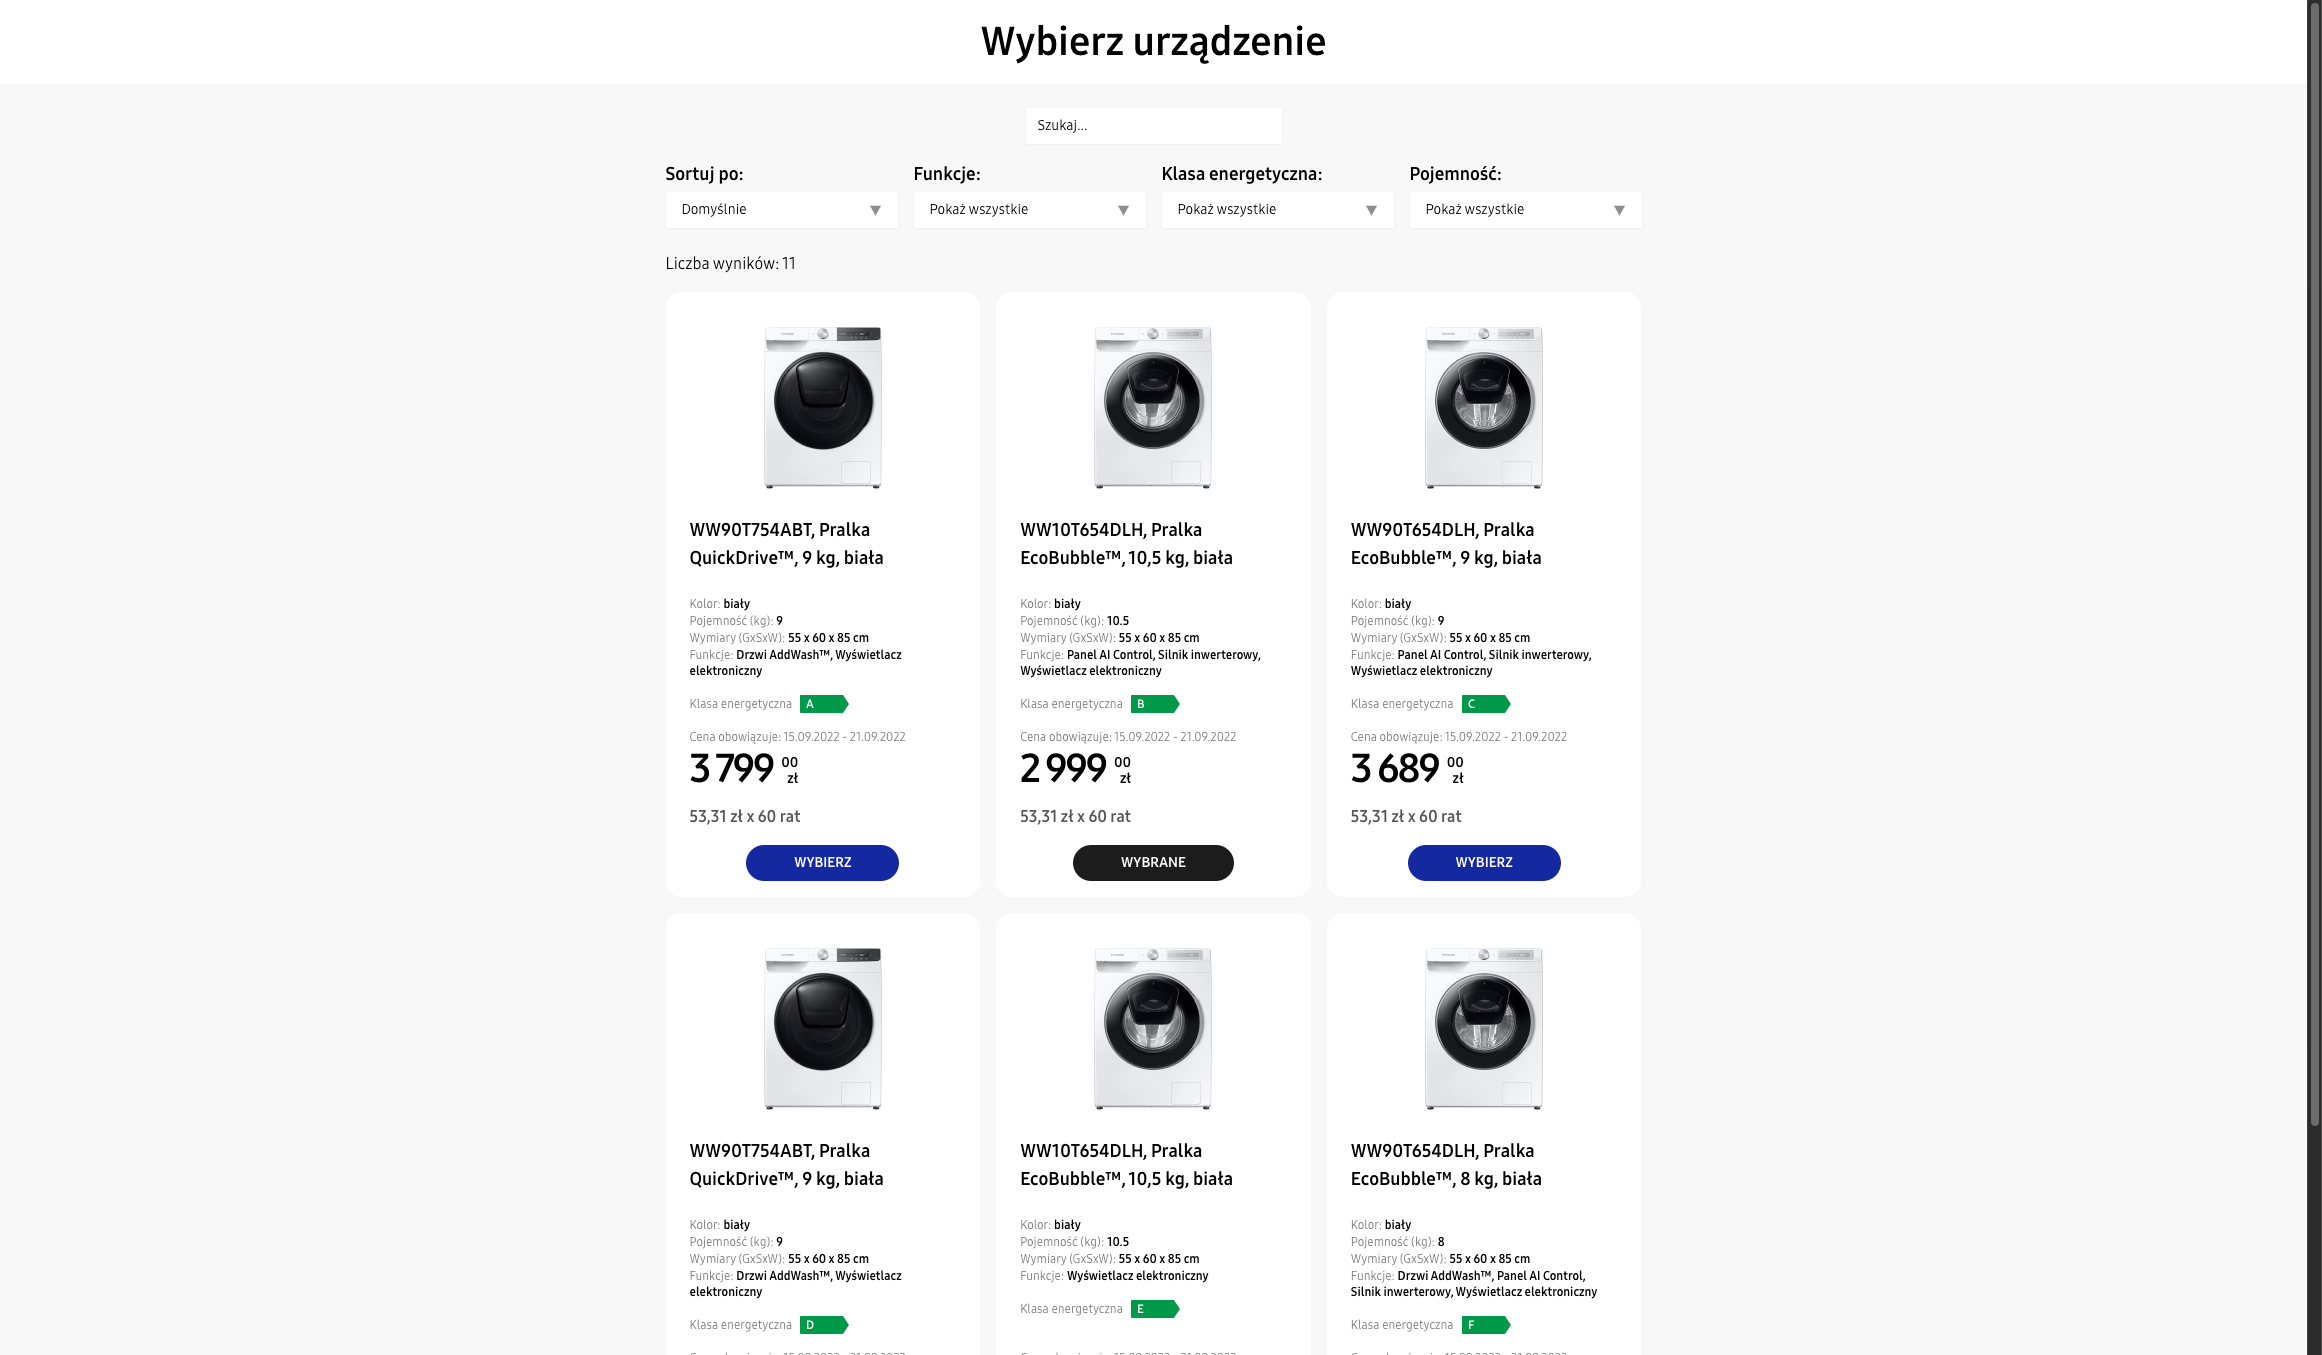 Wybierz urządzenie
Szukaj...
Sortuj po:
Funkcje:
Klasa energetyczna:
Pojemność:
Domyślnie
Pokaż wszystkie
Pokaż wszystkie
Pokaż wszystkie
Liczba wyników: 11
WW90T754ABT, Pralka
QuickDrive™, 9 kg, biała
Kolor: biały
Pojemność (kg): 9
Wymiary (GxSxW): 55 x 60 x 85 cm
Funkcje: Drzwi AddWash™, Wyświetlacz
elektroniczny
Klasa energetyczna A
Cena obowiązuje: 15.09.2022 - 21.09.2022
3 799 00
zł
53,31 zł x 60 rat
WYBIERZ
WW10T654DLH, Pralka
EcoBubble™, 10,5 kg, biała
Kolor: biały
Pojemność (kg): 10.5
Wymiary (GxSxW): 55 x 60 x 85 cm
Funkcje: Panel AI Control, Silnik inwerterowy,
Wyświetlacz elektroniczny
Klasa energetyczna B
Cena obowiązuje: 15.09.2022 - 21.09.2022
2 999 00
zł
53,31 zł x 60 rat
WYBRANE
WW90T654DLH, Pralka
EcoBubble™, 9 kg, biała
Kolor: biały
Pojemność (kg): 9
Wymiary (GxSxW): 55 x 60 x 85 cm
Funkcje: Panel AI Control, Silnik inwerterowy,
Wyświetlacz elektroniczny
Klasa energetyczna C
Cena obowiązuje: 15.09.2022 - 21.09.2022
3 689 00
zł
53,31 zł x 60 rat
WYBIERZ
WW90T754ABT, Pralka
QuickDrive™, 9 kg, biała
Kolor: biały
Pojemność (kg): 9
Wymiary (GxSxW): 55 x 60 x 85 cm
Funkcje: Drzwi AddWash™, Wyświetlacz
elektroniczny
Klasa energetyczna D
WW10T654DLH, Pralka
EcoBubble™, 10,5 kg, biała
Kolor: biały
Pojemność (kg): 10.5
Wymiary (GxSxW): 55 x 60 x 85 cm
Funkcje: Wyświetlacz elektroniczny
Klasa energetyczna E
WW90T654DLH, Pralka
EcoBubble™, 8 kg, biała
Kolor: biały
Pojemność (kg): 8
Wymiary (GxSxW): 55 x 60 x 85 cm
Funkcje: Drzwi AddWash™, Panel AI Control,
Silnik inwerterowy, Wyświetlacz elektroniczny
Klasa energetyczna F